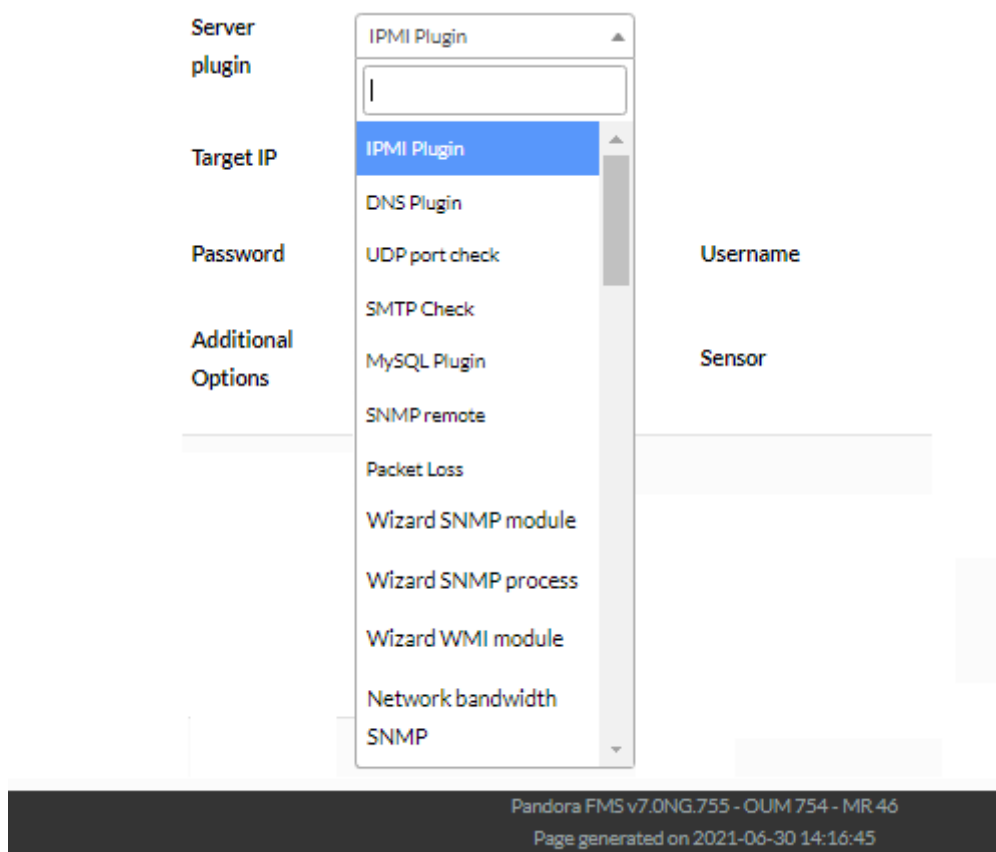 Server
plugin
IPMI Plugin
IPMI Plugin
Target IP
DNS Plugin
Password
UDP port check
Username
SMTP Check
Additional
Options
MySQL Plugin
Sensor
SNMP remote
Packet Loss
Wizard SNMP module
Wizard SNMP process
Wizard WMI module
Network bandwidth
SNMP
Pandora FMS v7.0NG.755 - OUM 754 - MR 46
Page generated on 2021-06-30 14:16:45